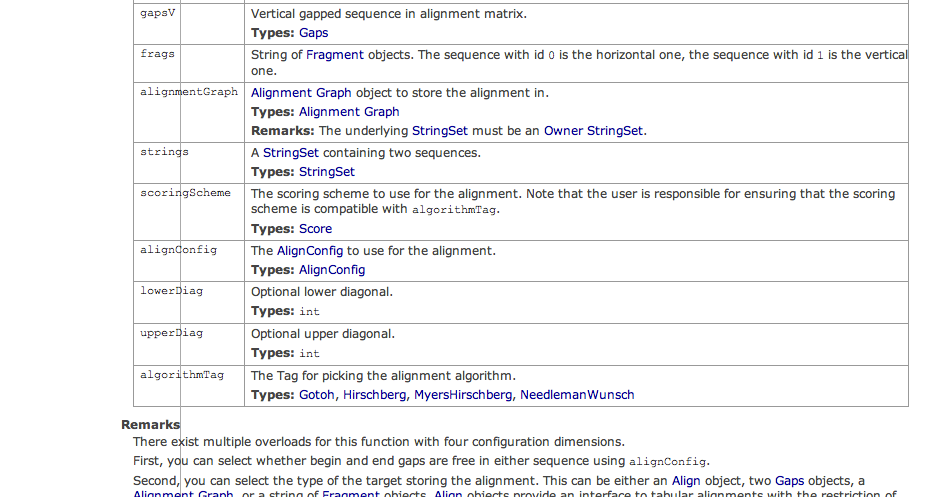 gapsV Vertical gapped sequence in alignment matrix.
Types: Gaps
frags String of Fragment objects. The sequence with id 0 is the horizontal one, the sequence with id 1 is the vertical
one.
alignmentGraph Alignment Graph object to store the alignment in.
Types: Alignment Graph
Remarks: The underlying StringSet must be an Owner StringSet.
strings A StringSet containing two sequences.
Types: StringSet
scoringScheme The scoring scheme to use for the alignment. Note that the user is responsible for ensuring that the scoring
scheme is compatible with algorithmTag.
Types: Score
alignConfig The AlignConfig to use for the alignment.
Types: AlignConfig
lowerDiag Optional lower diagonal.
Types: int
upperDiag Optional upper diagonal.
Types: int
algorithmTag The Tag for picking the alignment algorithm.
Types: Gotoh, Hirschberg, MyersHirschberg, NeedlemanWunsch
Remarks
There exist multiple overloads for this function with four configuration dimensions.
First, you can select whether begin and end gaps are free in either sequence using alignConfig.
Second, you can select the type of the target storing the alignment. This can be either an Align object, two Gaps objects, a
Alignment Graph, or a string of Fragment objects. Align objects provide an interface to tabular alignments with the restriction of